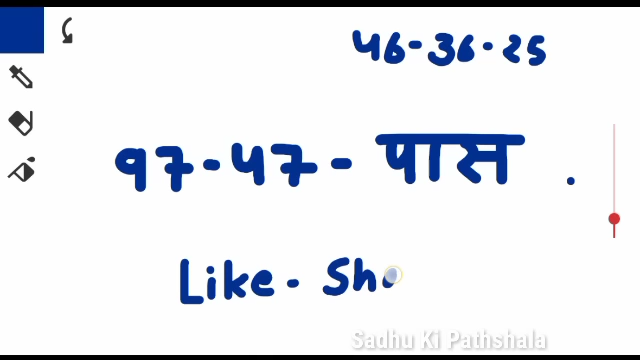 46-36-25
97-47-पास .
Like - Sh
Sadhu Ki Pathshala